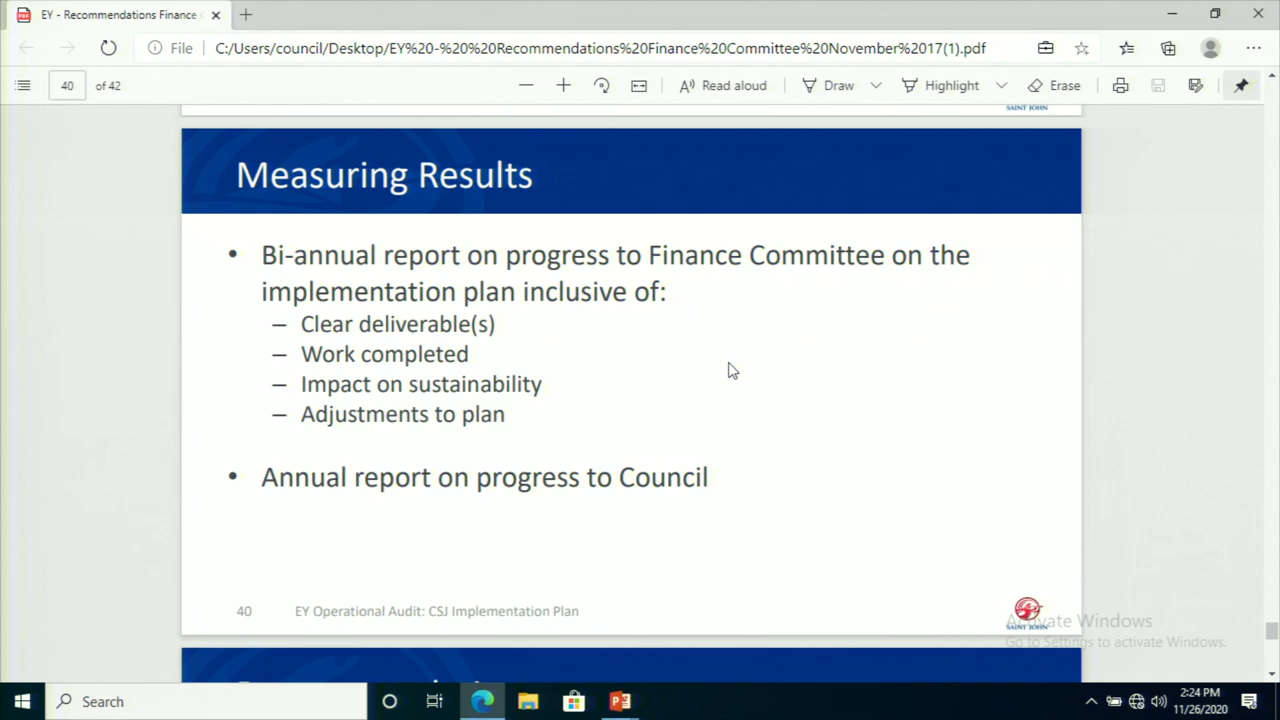 EY - Recommendations Finance
File
C:/Users/council/Desktop/EY%20-%20%20Recommendations%20Finance%20Committee%20November%2017(1).pdf
40 of 42
Read aloud
Draw
Highlight
Erase
SAINT JOHN
Measuring Results
• Bi-annual report on progress to Finance Committee on the
implementation plan inclusive of:
– Clear deliverable(s)
– Work completed
– Impact on sustainability
– Adjustments to plan
• Annual report on progress to Council
40 EY Operational Audit: CSJ Implementation Plan
SAINT JOHN
Activate Windows
Go to Settings to activate Windows.
Search
2:24 PM
11/26/2020